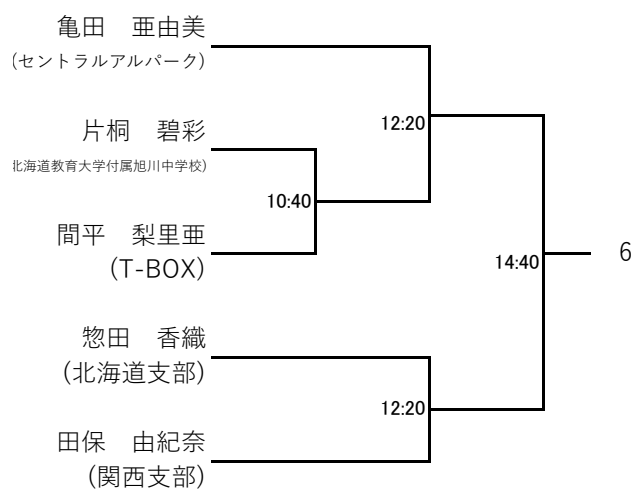 亀田　亜由美
(セントラルアルパーク)
12:20
片桐　碧彩
北海道教育大学付属旭川中学校)
10:40
間平　梨里亜
(T-BOX)
14:40
6
惣田　香織
(北海道支部)
12:20
田保　由紀奈
(関西支部)